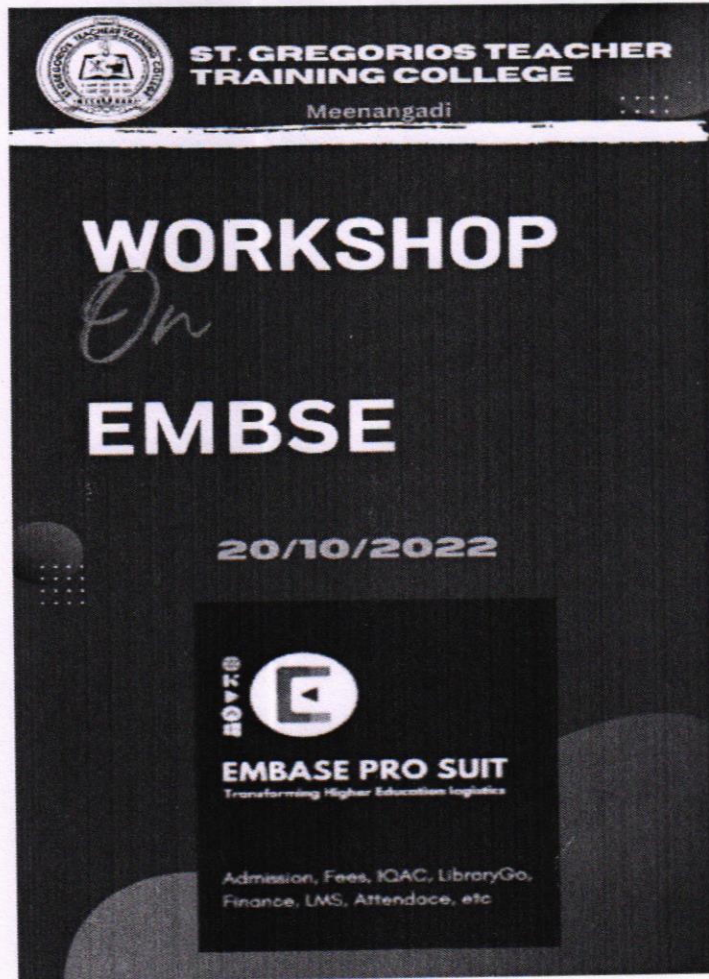 ST. GREGORIOS TEACHER
TRAINING COLLEGE
Meenangadi
WORKSHOP
On
EMBSE
20/10/2022
EMBASE PRO SUIT
Transforming Higher Education logistics
Admission, Fees, IQAC, LibraryGo,
Finance, LMS, Attendace, etc